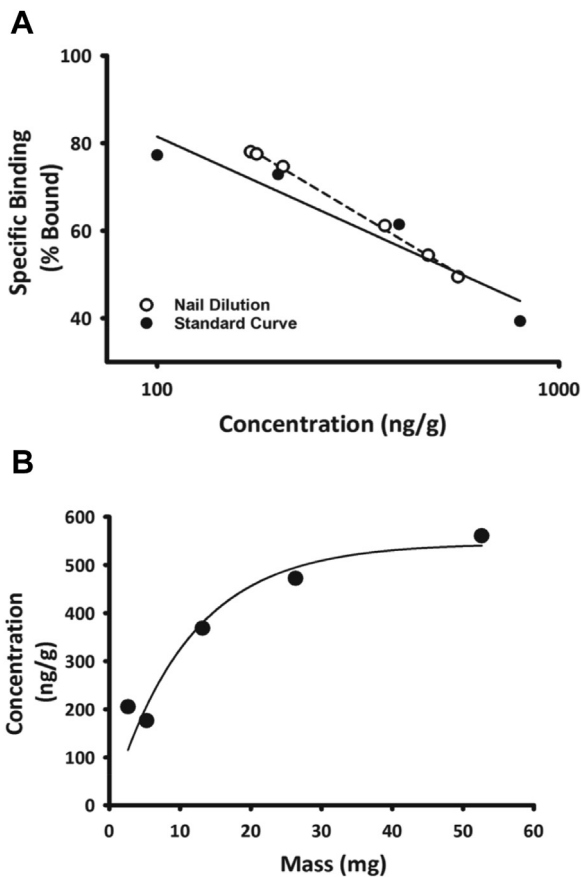 A
100
80
60
40
Specific Binding
(% Bound)
Nail Dilution
Standard Curve
100
1000
Concentration (ng/g)
B
600
500
400
300
200
100
0
Concentration
(ng/g)
0
10
20
30
40
50
60
Mass (mg)